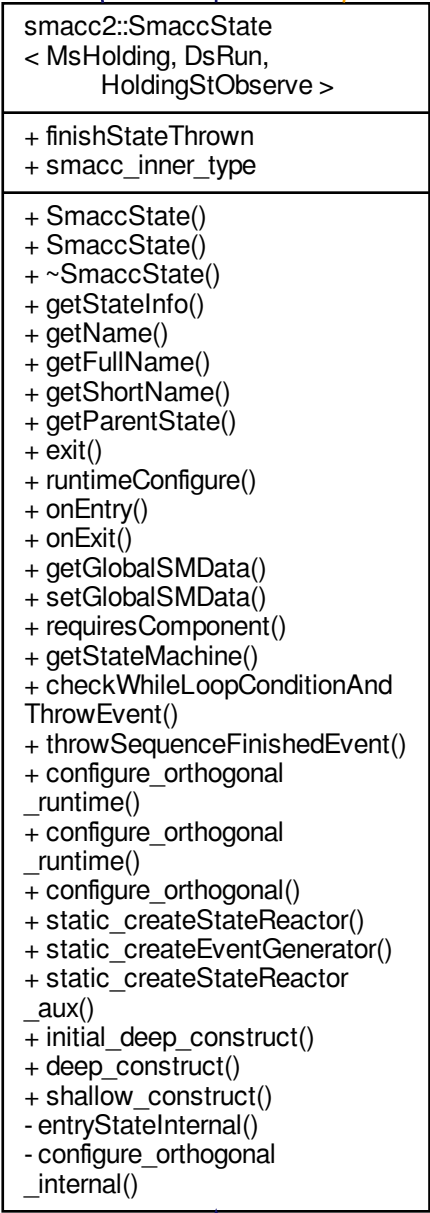 smacc2::SmaccState
< MsHolding, DsRun,
HoldingStObserve >
+ finishStateThrown
+ smacc_inner_type
+ SmaccState()
+ SmaccState()
+ ~SmaccState()
+ getStateInfo()
+ getName()
+ getFullName()
+ getShortName()
+ getParentState()
+ exit()
+ runtimeConfigure()
+ onEntry()
+ onExit()
+ getGlobalSMData()
+ setGlobalSMData()
+ requiresComponent()
+ getStateMachine()
+ checkWhileLoopConditionAnd
ThrowEvent()
+ throwSequenceFinishedEvent()
+ configure_orthogonal
_runtime()
+ configure_orthogonal
_runtime()
+ configure_orthogonal()
+ static_createStateReactor()
+ static_createEventGenerator()
+ static_createStateReactor
_aux()
+ initial_deep_construct()
+ deep_construct()
+ shallow_construct()
- entryStateInternal()
- configure_orthogonal
_internal()